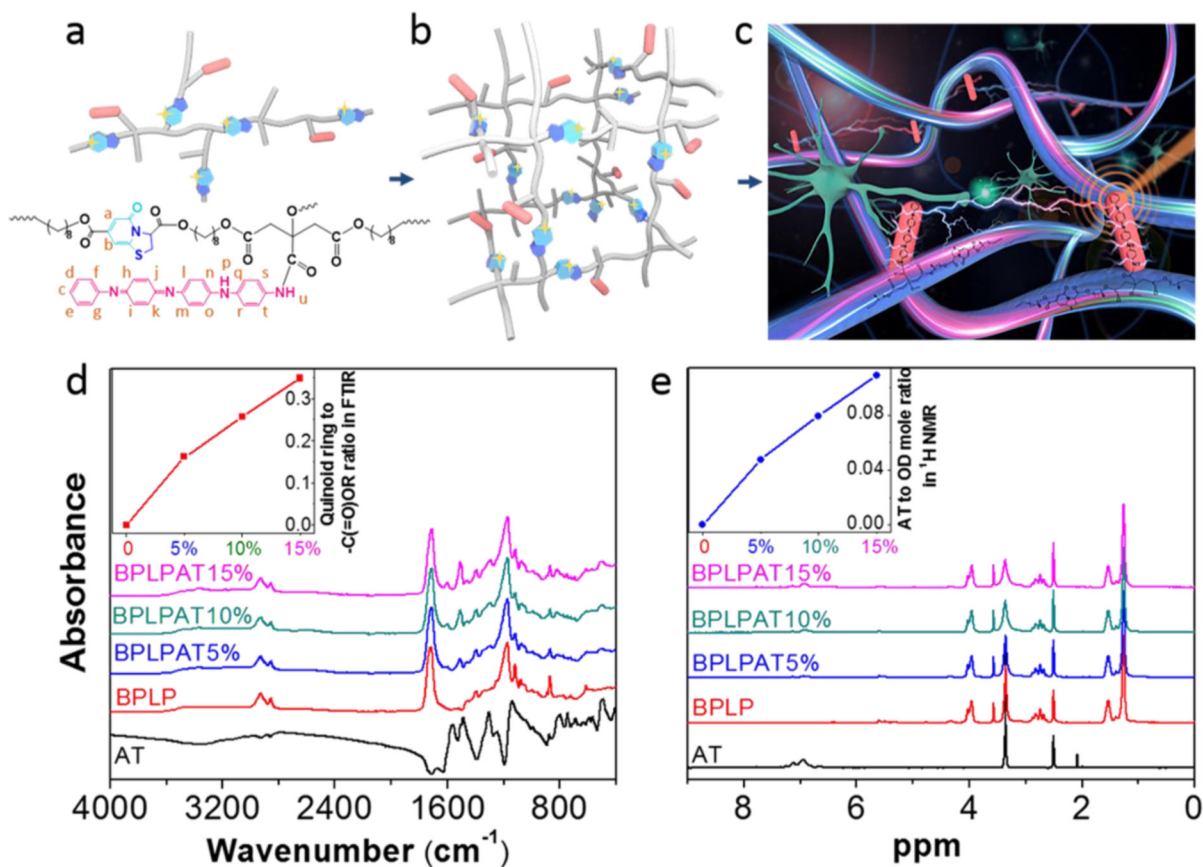 a
b
c
O
a
N
b
S
O
O
8
O
O
O
8
O
O
O
O
O
O
8
O
O
d f h j l n p q s
H
c
N N N N NH
e g i k m o r t u
d
Quinoid ring to
-C(=O)OR ratio in FTIR
0.3
0.2
0.1
0.0
0 5% 10% 15%
BPLPAT15%
BPLPAT10%
BPLPAT5%
BPLP
AT
Absorbance
4000 3200 2400 1600 800
Wavenumber (cm⁻¹)
e
AT to OD mole ratio
in ¹H NMR
0.08
0.04
0.00
0 5% 10% 15%
BPLPAT15%
BPLPAT10%
BPLPAT5%
BPLP
AT
8 6 4 2 0
ppm